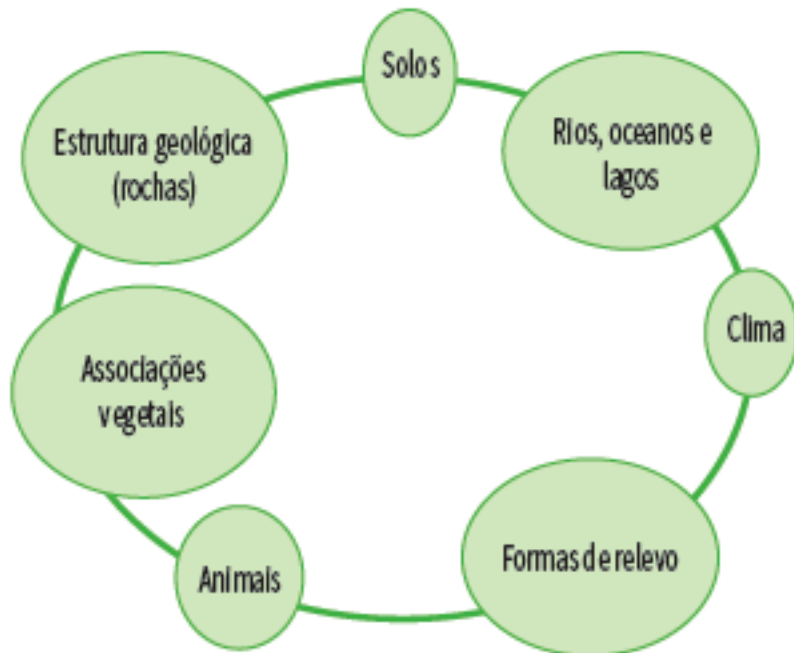 Solos
Estrutura geológica
(rochas)
Rios, oceanos e
lagos
Clima
Associações
vegetais
Formas de relevo
Animais